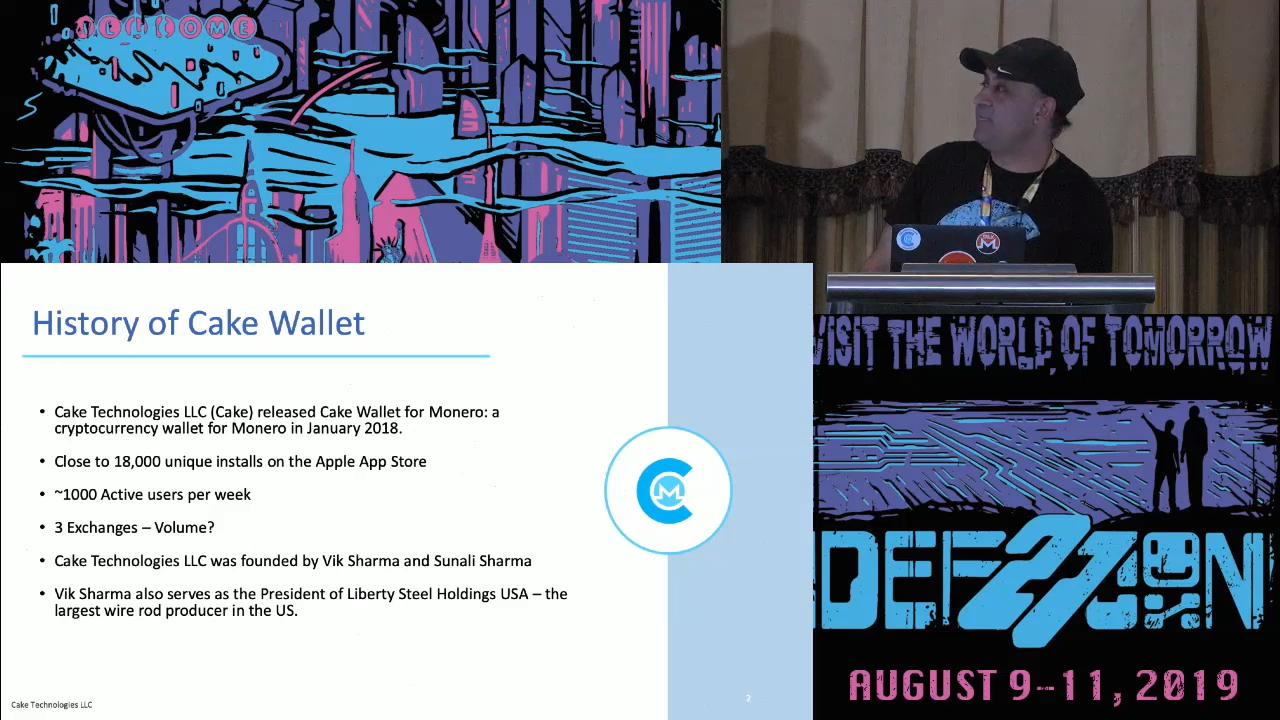 WELCOME
History of Cake Wallet
• Cake Technologies LLC (Cake) released Cake Wallet for Monero: a
cryptocurrency wallet for Monero in January 2018.
• Close to 18,000 unique installs on the Apple App Store
• ~1000 Active users per week
• 3 Exchanges – Volume?
• Cake Technologies LLC was founded by Vik Sharma and Sunali Sharma
• Vik Sharma also serves as the President of Liberty Steel Holdings USA – the
largest wire rod producer in the US.
Cake Technologies LLC
2
VISIT THE WORLD OF TOMORROW
DEF 27 CON
AUGUST 9–11, 2019